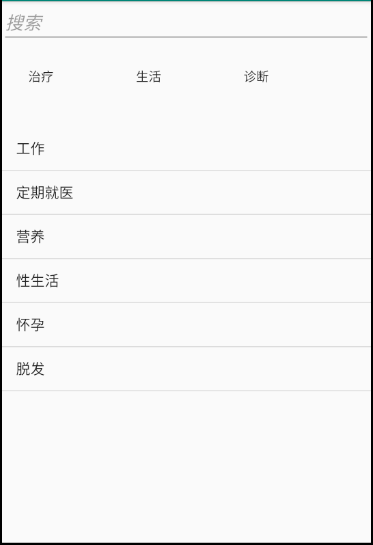 搜索
治疗 生活 诊断
工作
定期就医
营养
性生活
怀孕
脱发